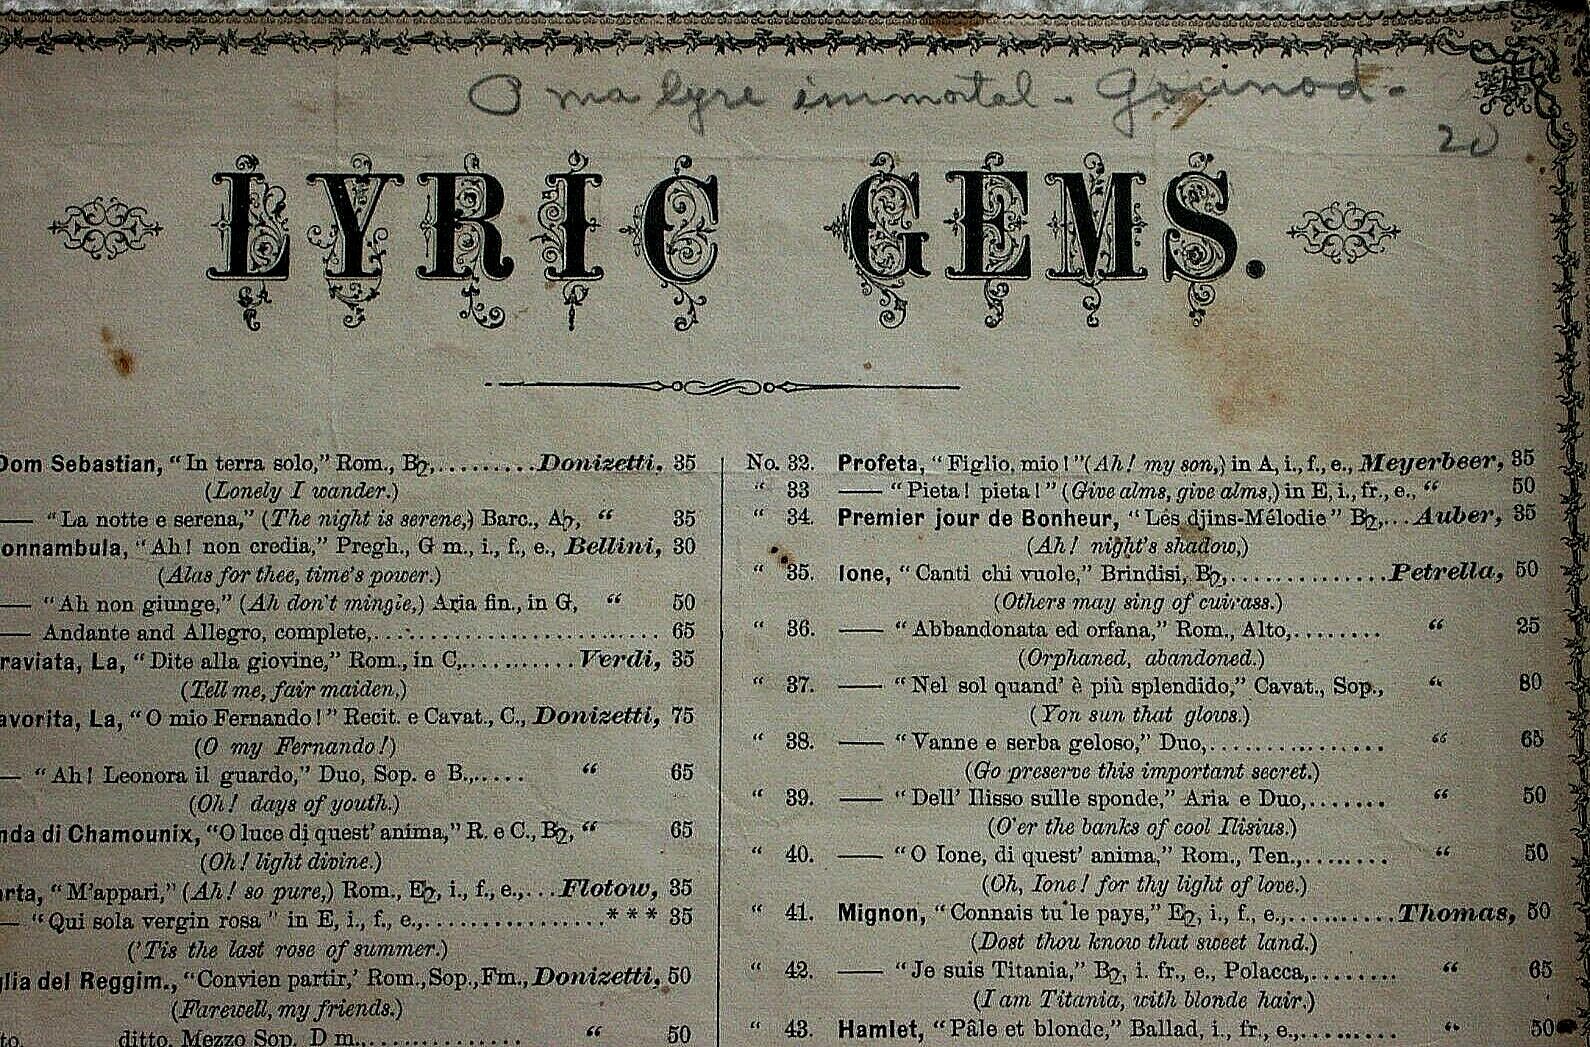 O ma lyre immortal - Gounod -
20
LYRIC GEMS.
Dom Sebastian, "In terra solo," Rom., B♭,.........Donizetti, 35
(Lonely I wander.)
— "La notte e serena," (The night is serene,) Barc., A♭, " 35
onnambula, "Ah! non credia," Pregh., G m., i., f., e., Bellini, 30
(Alas for thee, time's power.)
— "Ah non giunge," (Ah don't mingle,) Aria fin., in G, " 50
— Andante and Allegro, complete,............................. 65
raviata, La, "Dite alla giovine," Rom., in C,...........Verdi, 35
(Tell me, fair maiden,)
avorita, La, "O mio Fernando!" Recit. e Cavat., C., Donizetti, 75
(O my Fernando!)
— "Ah! Leonora il guardo," Duo, Sop. e B.,..... " 65
(Oh! days of youth.)
nda di Chamounix, "O luce di quest' anima," R. e C., B♭, " 65
(Oh! light divine.)
arta, "M'appari," (Ah! so pure,) Rom., E♭, i., f., e.,...Flotow, 35
— "Qui sola vergin rosa" in E, i., f., e.,.................* * * 35
('Tis the last rose of summer.)
glia del Reggim., "Convien partir,' Rom., Sop., Fm., Donizetti, 50
(Farewell, my friends.)
to. ditto. Mezzo Sop. D m.,.............. " 50
No. 32. Profeta, "Figlio, mio!" (Ah! my son,) in A, i., f., e., Meyerbeer, 35
" 33 — "Pieta! pieta!" (Give alms, give alms,) in E, i., fr., e., " 50
" 34. Premier jour de Bonheur, "Lés djins-Mélodie" B♭,...Auber, 35
(Ah! night's shadow,)
" 35. Ione, "Canti chi vuole," Brindisi, B♭,..............Petrella, 50
(Others may sing of cuirass.)
" 36. — "Abbandonata ed orfana," Rom., Alto,........ " 25
(Orphaned, abandoned.)
" 37. — "Nel sol quand' è più splendido," Cavat., Sop., " 80
(Yon sun that glows.)
" 38. — "Vanne e serba geloso," Duo,................ " 65
(Go preserve this important secret.)
" 39. — "Dell' Ilisso sulle sponde," Aria e Duo,....... " 50
(O'er the banks of cool Ilisius.)
" 40. — "O Ione, di quest' anima," Rom., Ten.,........ " 50
(Oh, Ione! for thy light of love.)
" 41. Mignon, "Connais tu le pays," E♭, i., f., e.,..........Thomas, 50
(Dost thou know that sweet land.)
" 42. — "Je suis Titania," B♭, i. fr., e., Polacca,........ " 65
(I am Titania, with blonde hair.)
" 43. Hamlet, "Pâle et blonde," Ballad, i., fr., e.,......... " 50